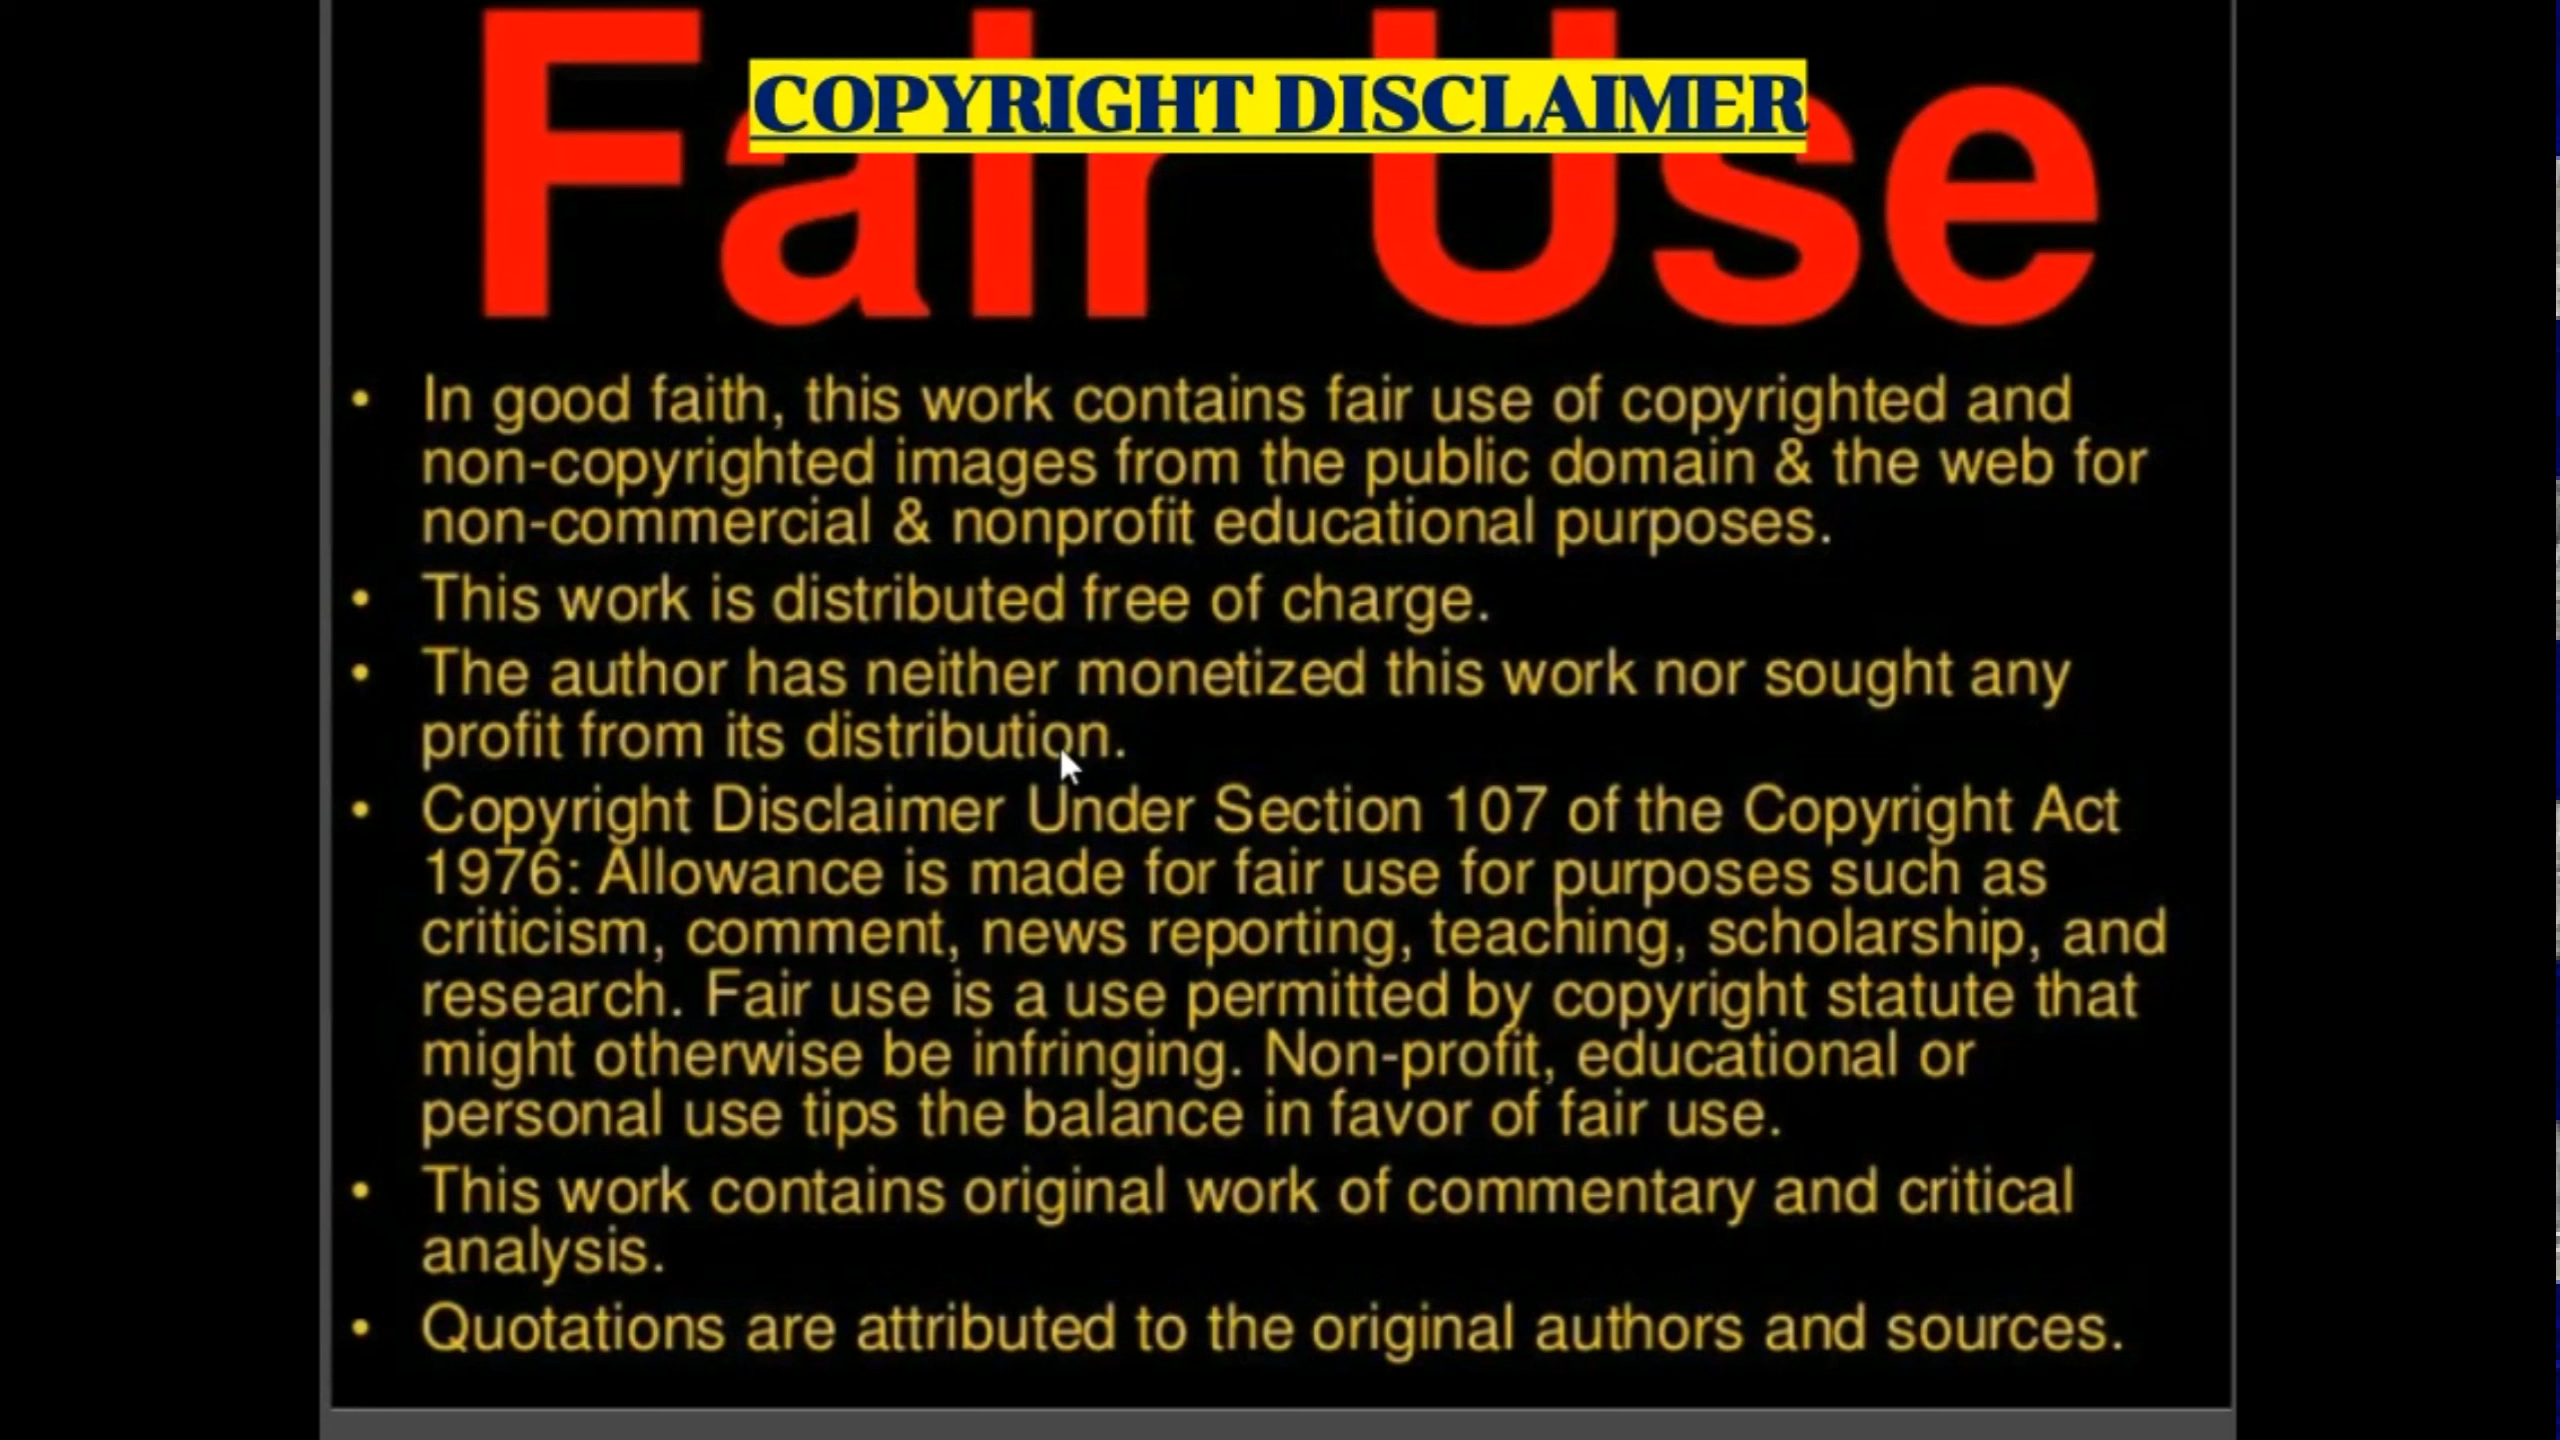 Fair Use
COPYRIGHT DISCLAIMER
• In good faith, this work contains fair use of copyrighted and
non-copyrighted images from the public domain & the web for
non-commercial & nonprofit educational purposes.
• This work is distributed free of charge.
• The author has neither monetized this work nor sought any
profit from its distribution.
• Copyright Disclaimer Under Section 107 of the Copyright Act
1976: Allowance is made for fair use for purposes such as
criticism, comment, news reporting, teaching, scholarship, and
research. Fair use is a use permitted by copyright statute that
might otherwise be infringing. Non-profit, educational or
personal use tips the balance in favor of fair use.
• This work contains original work of commentary and critical
analysis.
• Quotations are attributed to the original authors and sources.